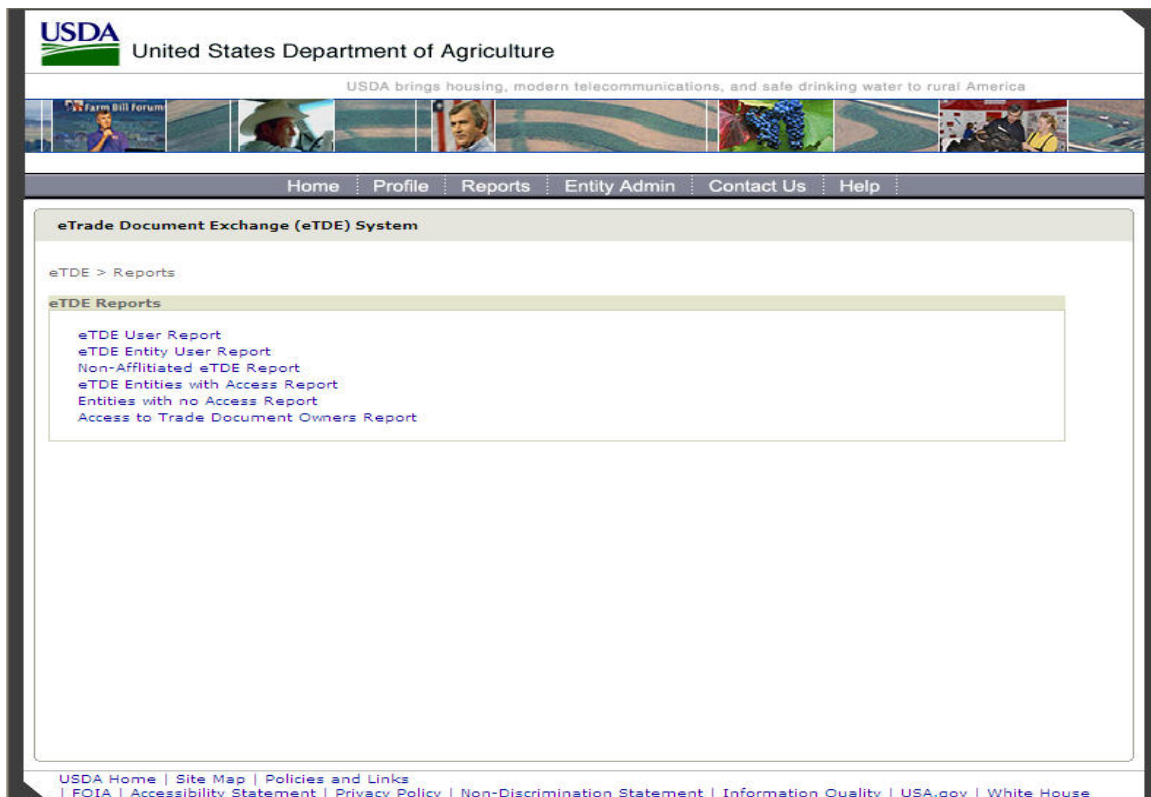 USDA
United States Department of Agriculture
USDA brings housing, modern telecommunications, and safe drinking water to rural America
Farm Bill Forum
Home Profile Reports Entity Admin Contact Us Help
eTrade Document Exchange (eTDE) System
eTDE > Reports
eTDE Reports
eTDE User Report
eTDE Entity User Report
Non-Afflitiated eTDE Report
eTDE Entities with Access Report
Entities with no Access Report
Access to Trade Document Owners Report
USDA Home | Site Map | Policies and Links
| FOIA | Accessibility Statement | Privacy Policy | Non-Discrimination Statement | Information Quality | USA.gov | White House